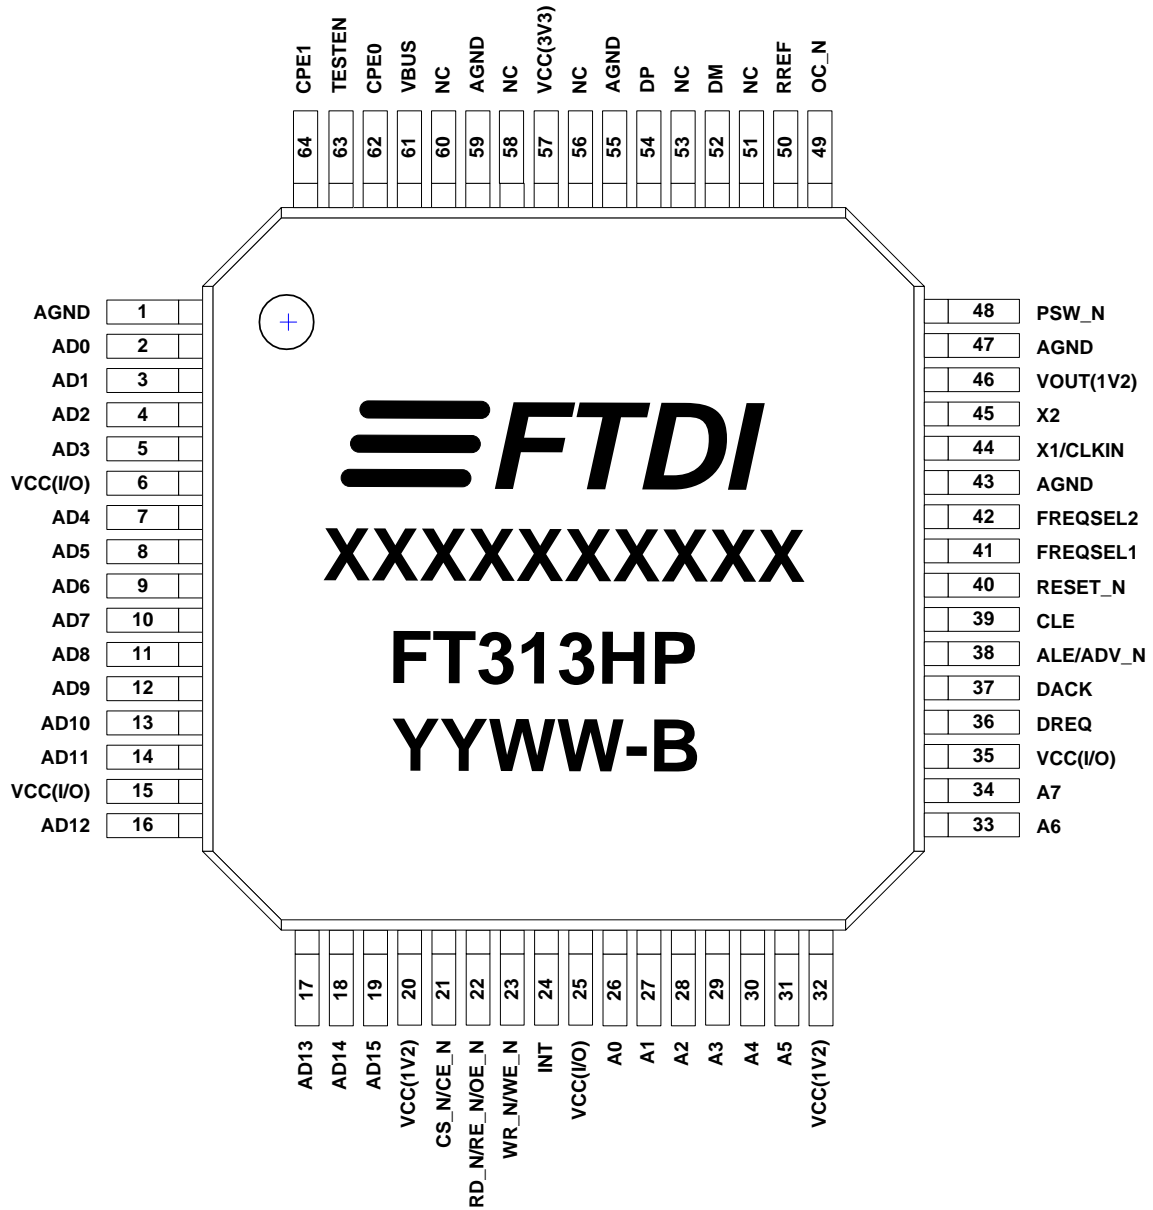 CPE1 TESTEN CPE0 VBUS NC AGND NC VCC(3V3) NC AGND DP NC DM NC RREF OC_N
64 63 62 61 60 59 58 57 56 55 54 53 52 51 50 49
AGND 1
AD0 2
AD1 3
AD2 4
AD3 5
VCC(I/O) 6
AD4 7
AD5 8
AD6 9
AD7 10
AD8 11
AD9 12
AD10 13
AD11 14
VCC(I/O) 15
AD12 16
FTDI
XXXXXXXXXX
FT313HP
YYWW-B
48 PSW_N
47 AGND
46 VOUT(1V2)
45 X2
44 X1/CLKIN
43 AGND
42 FREQSEL2
41 FREQSEL1
40 RESET_N
39 CLE
38 ALE/ADV_N
37 DACK
36 DREQ
35 VCC(I/O)
34 A7
33 A6
17 18 19 20 21 22 23 24 25 26 27 28 29 30 31 32
AD13 AD14 AD15 VCC(1V2) CS_N/CE_N RD_N/RE_N/OE_N WR_N/WE_N INT VCC(I/O) A0 A1 A2 A3 A4 A5 VCC(1V2)